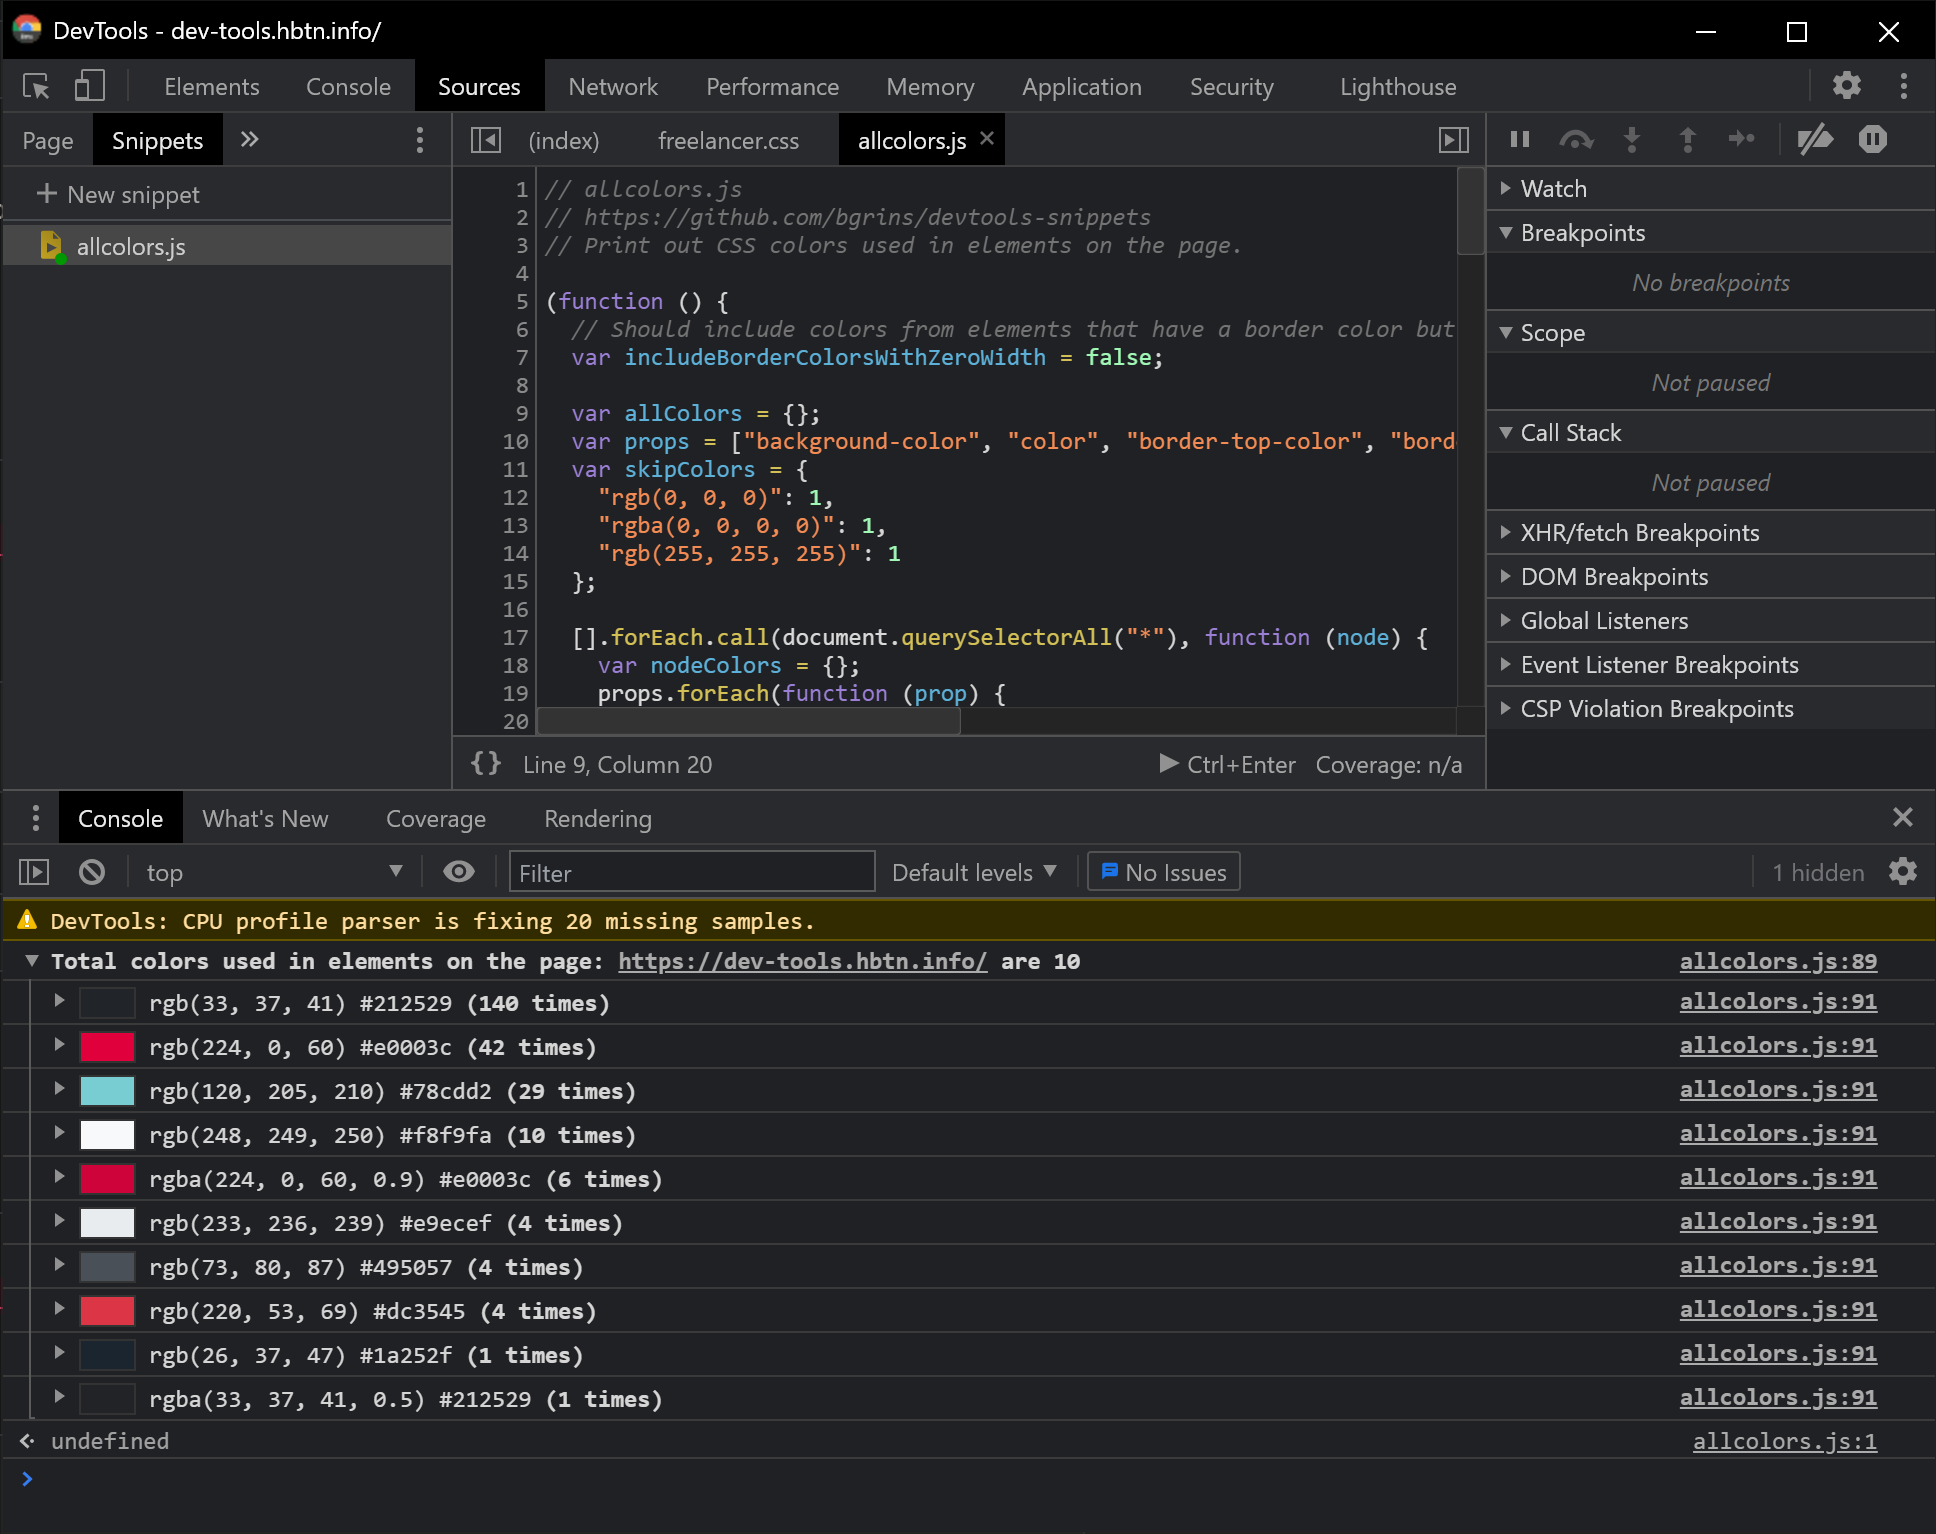 DevTools - dev-tools.hbtn.info/
Elements Console Sources Network Performance Memory Application Security Lighthouse
Page Snippets
New snippet
allcolors.js
(index) freelancer.css allcolors.js
1 // allcolors.js
2 // https://github.com/bgrins/devtools-snippets
3 // Print out CSS colors used in elements on the page.
4
5 (function () {
6 // Should include colors from elements that have a border color but
7 var includeBorderColorsWithZeroWidth = false;
8
9 var allColors = {};
10 var props = ["background-color", "color", "border-top-color", "bord
11 var skipColors = {
12 "rgb(0, 0, 0)": 1,
13 "rgba(0, 0, 0, 0)": 1,
14 "rgb(255, 255, 255)": 1
15 };
16
17 [].forEach.call(document.querySelectorAll("*"), function (node) {
18 var nodeColors = {};
19 props.forEach(function (prop) {
20
{} Line 9, Column 20 Ctrl+Enter Coverage: n/a
Watch
Breakpoints
No breakpoints
Scope
Not paused
Call Stack
Not paused
XHR/fetch Breakpoints
DOM Breakpoints
Global Listeners
Event Listener Breakpoints
CSP Violation Breakpoints
Console What's New Coverage Rendering
top Filter Default levels No Issues 1 hidden
DevTools: CPU profile parser is fixing 20 missing samples.
Total colors used in elements on the page: https://dev-tools.hbtn.info/ are 10 allcolors.js:89
rgb(33, 37, 41) #212529 (140 times) allcolors.js:91
rgb(224, 0, 60) #e0003c (42 times) allcolors.js:91
rgb(120, 205, 210) #78cdd2 (29 times) allcolors.js:91
rgb(248, 249, 250) #f8f9fa (10 times) allcolors.js:91
rgba(224, 0, 60, 0.9) #e0003c (6 times) allcolors.js:91
rgb(233, 236, 239) #e9ecef (4 times) allcolors.js:91
rgb(73, 80, 87) #495057 (4 times) allcolors.js:91
rgb(220, 53, 69) #dc3545 (4 times) allcolors.js:91
rgb(26, 37, 47) #1a252f (1 times) allcolors.js:91
rgba(33, 37, 41, 0.5) #212529 (1 times) allcolors.js:91
undefined allcolors.js:1